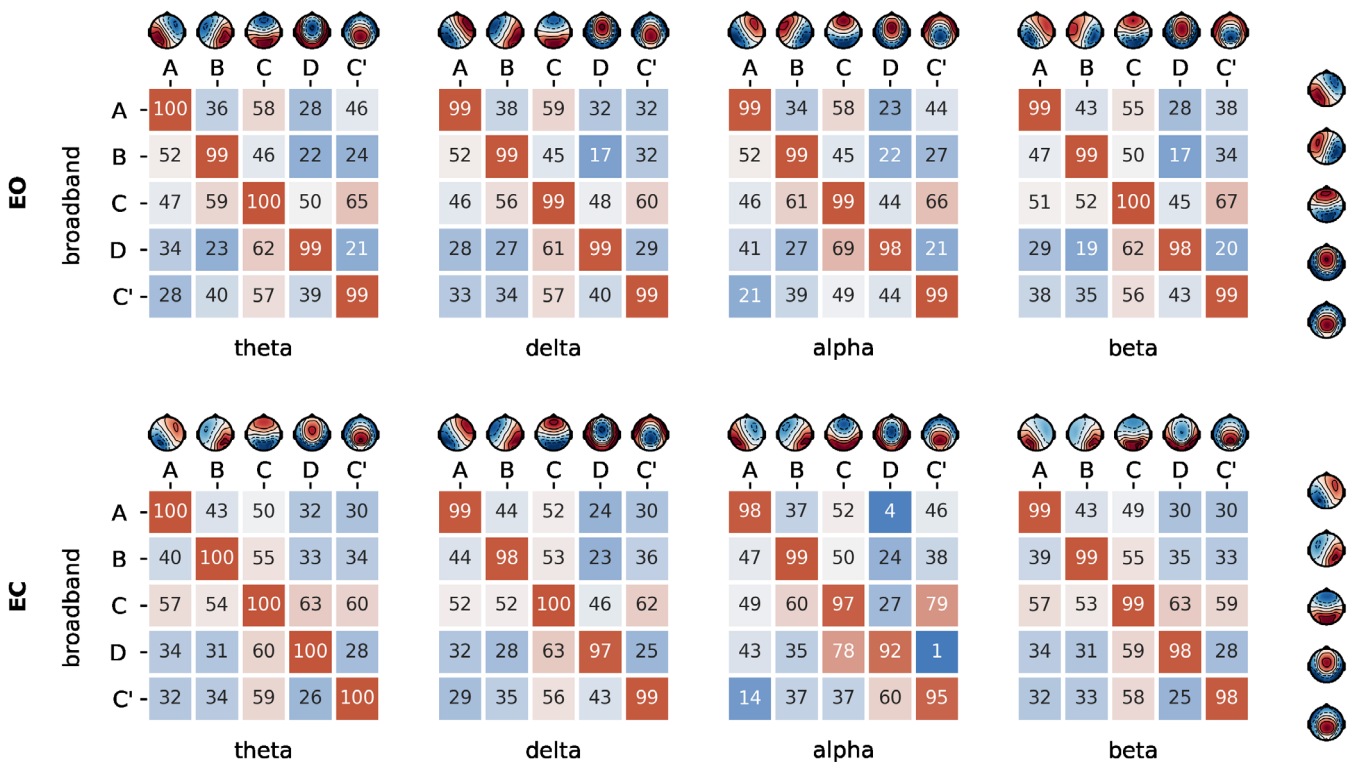 A B C D C' A B C D C' A B C D C' A B C D C'
A 100 36 58 28 46 99 38 59 32 32 99 34 58 23 44 99 43 55 28 38
B 52 99 46 22 24 52 99 45 17 32 52 99 45 22 27 47 99 50 17 34
EO broadband
C 47 59 100 50 65 46 56 99 48 60 46 61 99 44 66 51 52 100 45 67
D 34 23 62 99 21 28 27 61 99 29 41 27 69 98 21 29 19 62 98 20
C' 28 40 57 39 99 33 34 57 40 99 21 39 49 44 99 38 35 56 43 99
theta delta alpha beta
A B C D C' A B C D C' A B C D C' A B C D C'
A 100 43 50 32 30 99 44 52 24 30 98 37 52 4 46 99 43 49 30 30
B 40 100 55 33 34 44 98 53 23 36 47 99 50 24 38 39 99 55 35 33
EC broadband
C 57 54 100 63 60 52 52 100 46 62 49 60 97 27 79 57 53 99 63 59
D 34 31 60 100 28 32 28 63 97 25 43 35 78 92 1 34 31 59 98 28
C' 32 34 59 26 100 29 35 56 43 99 14 37 37 60 95 32 33 58 25 98
theta delta alpha beta